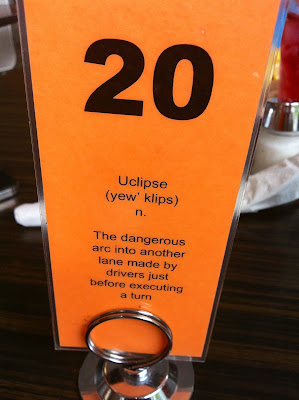 20
Uclipse
(yew' klips)
n.
The dangerous
arc into another
lane made by
drivers just
before executing
a turn